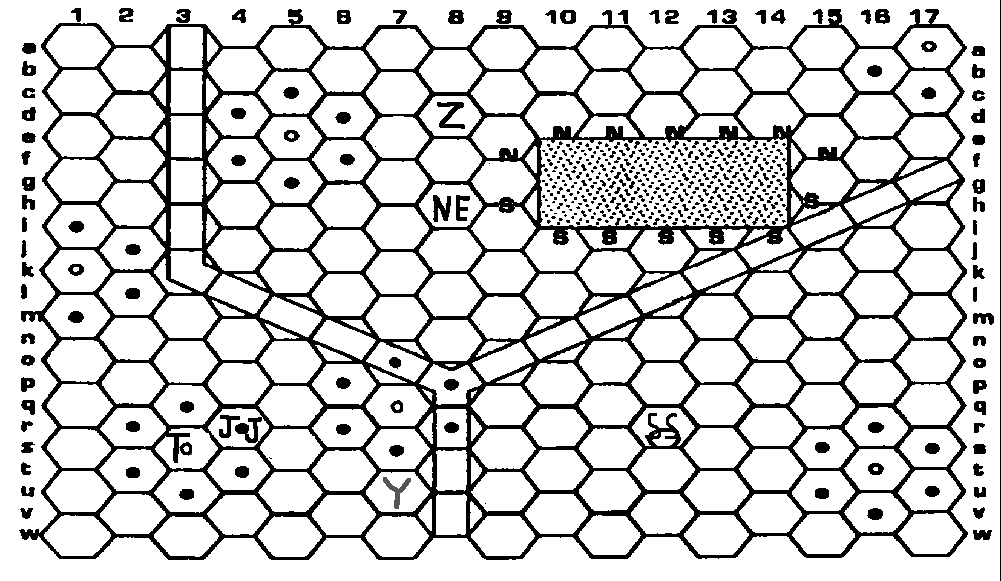 1 2 3 4 5 6 7 8 9 10 11 12 13 14 15 16 17
a a
b b
c c
d Z d
e N N N N N e
f N N f
g g
h NE S S h
i S S S S S i
j j
k k
l l
m m
n n
o o
p p
q q
r JJ SS r
s To s
t t
u Y u
v v
w w